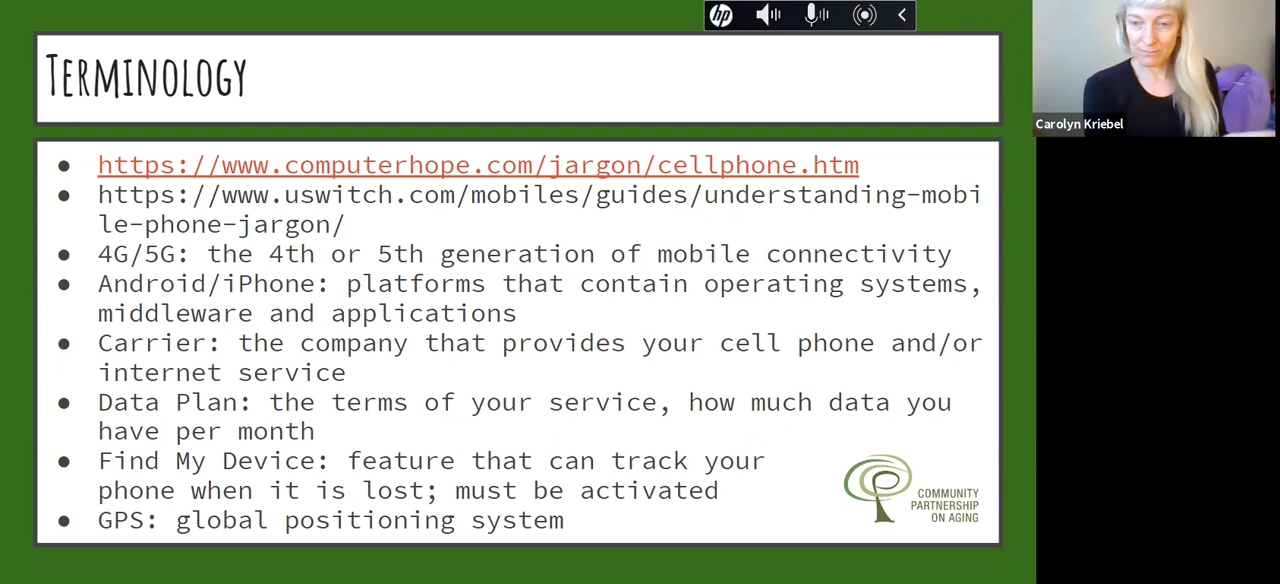 hp
TERMINOLOGY
Carolyn Kriebel
● https://www.computerhope.com/jargon/cellphone.htm
● https://www.uswitch.com/mobiles/guides/understanding-mobi
le-phone-jargon/
● 4G/5G: the 4th or 5th generation of mobile connectivity
● Android/iPhone: platforms that contain operating systems,
middleware and applications
● Carrier: the company that provides your cell phone and/or
internet service
● Data Plan: the terms of your service, how much data you
have per month
● Find My Device: feature that can track your
phone when it is lost; must be activated
● GPS: global positioning system
COMMUNITY
PARTNERSHIP
ON AGING